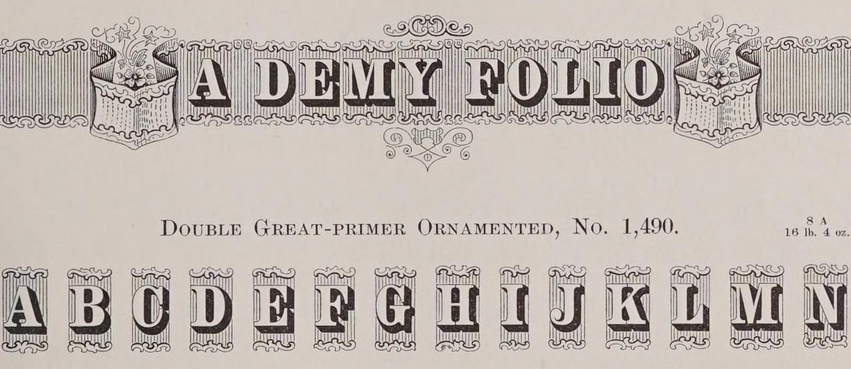 A DEMY FOLIO
DOUBLE GREAT-PRIMER ORNAMENTED, NO. 1,490.
8 A
16 lb. 4 oz.
A B C D E F G H I J K L M N